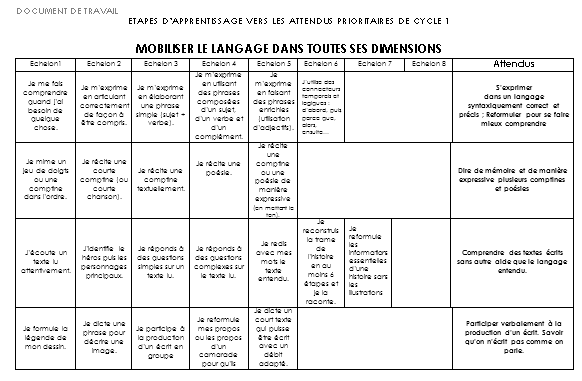 DOCUMENT DE TRAVAIL
ETAPES D'APPRENTISSAGE VERS LES ATTENDUS PRIORITAIRES DE CYCLE 1
MOBILISER LE LANGAGE DANS TOUTES SES DIMENSIONS
Echelon1 Echelon 2 Echelon 3 Echelon 4 Echelon 5 Echelon 6 Echelon 7 Echelon 8 Attendus
Je me fais
comprendre
quand j'ai
besoin de
quelque
chose.
Je m'exprime
en articulant
correctement
de façon à
être compris.
Je m'exprime
en élaborant
une phrase
simple (sujet +
verbe).
Je m'exprime
en utilisant
des phrases
composées
d'un sujet,
d'un verbe et
d'un
complément.
Je
m'exprime
en faisant
des phrases
enrichies
(utilisation
d'adjectifs).
J'utilise des
connecteurs
temporels et
logiques :
d'abord, puis,
parce que,
alors,
ensuite...
S'exprimer
dans un langage
syntaxiquement correct et
précis ; Reformuler pour se faire
mieux comprendre
Je mime un
jeu de doigts
ou une
comptine
dans l'ordre.
Je récite une
courte
comptine (ou
courte
chanson).
Je récite une
comptine
textuellement.
Je récite une
poésie.
Je récite
une
comptine
ou une
poésie de
manière
expressive
(en mettant le
ton).
Dire de mémoire et de manière
expressive plusieurs comptines
et poésies
J'écoute un
texte lu
attentivement.
J'identifie le
héros puis les
personnages
principaux.
Je réponds à
des questions
simples sur un
texte lu.
Je réponds à
des questions
complexes sur
le texte lu.
Je redis
avec mes
mots le
texte
entendu.
Je
reconstruis
la trame
de
l'histoire
en au
moins 6
étapes et
je la
raconte.
Je
reformule
les
informations
essentielles
d'une
histoire sans
les
illustrations
Comprendre des textes écrits
sans autre aide que le langage
entendu.
Je formule la
légende de
mon dessin.
Je dicte une
phrase pour
décrire une
image.
Je participe à
la production
d'un écrit en
groupe
Je reformule
mes propos
ou les propos
d'un
camarade
pour qu'ils
Je dicte un
court texte
qui puisse
être écrit
avec un
débit
adapté.
Participer verbalement à la
production d'un écrit. Savoir
qu'on n'écrit pas comme on
parle.